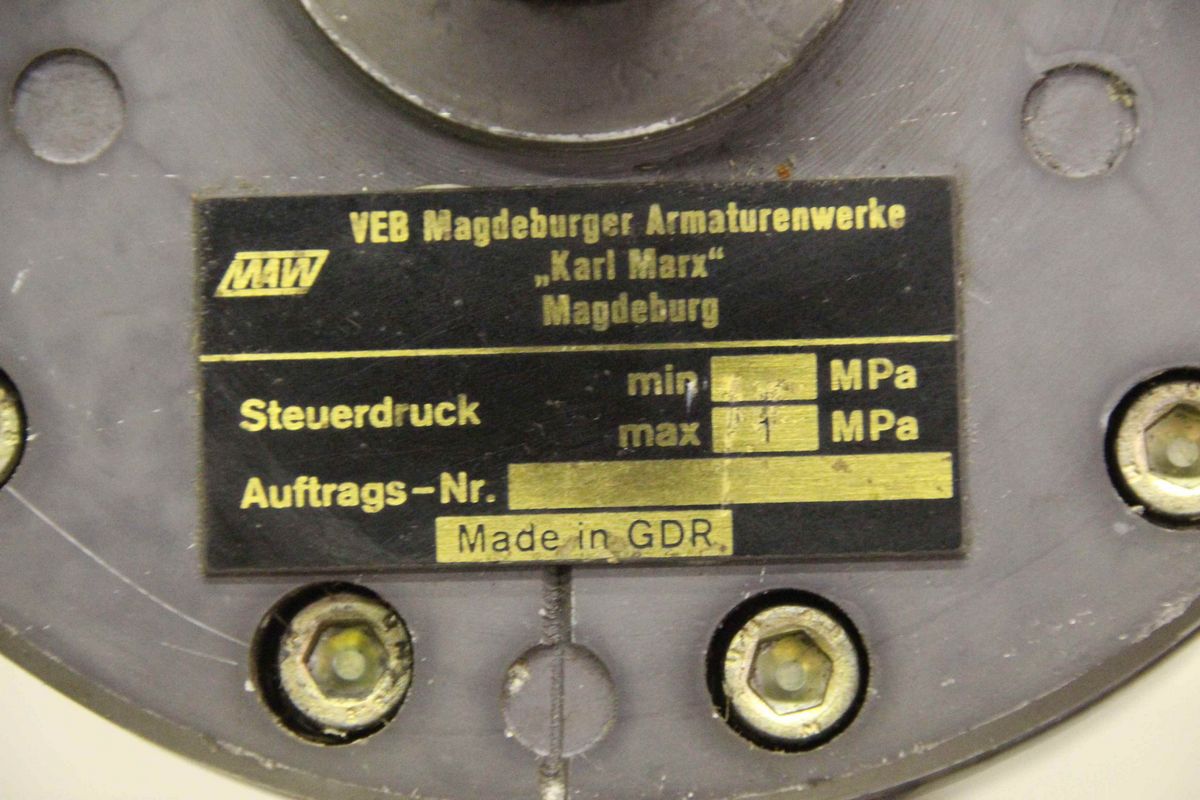 VEB Magdeburger Armaturenwerke
MAW
„Karl Marx“
Magdeburg
Steuerdruck
min MPa
max 1 MPa
Auftrags-Nr.
Made in GDR